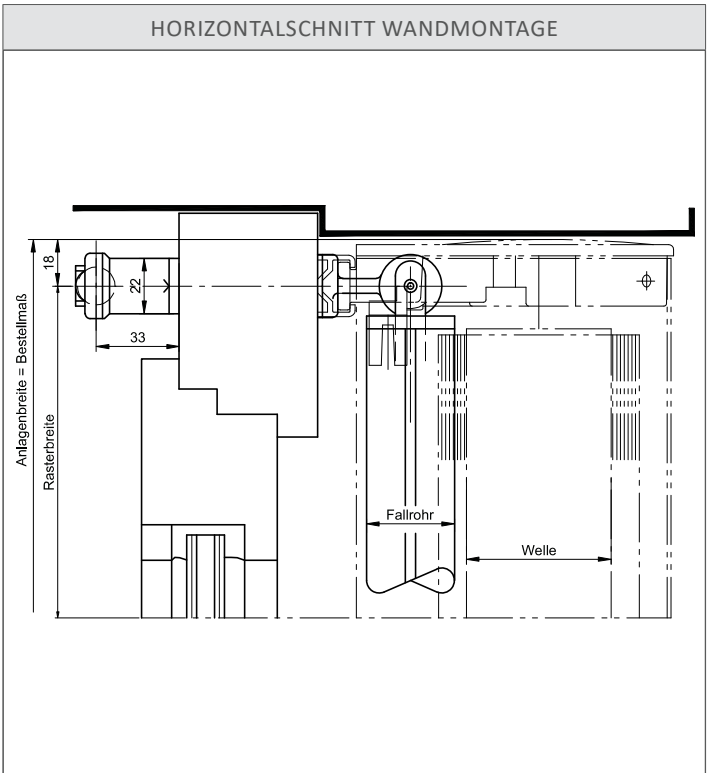 HORIZONTALSCHNITT WANDMONTAGE
18
22
33
Anlagenbreite = Bestellmaß
Rasterbreite
Fallrohr
Welle